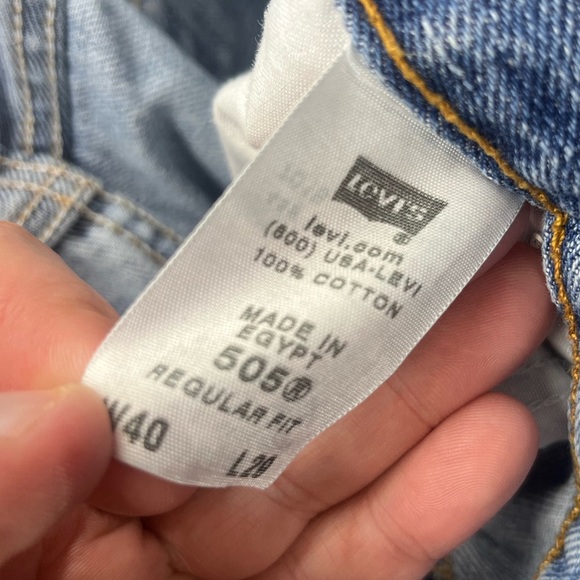 Levi's®
levi.com
(800) USA-LEVI
100% COTTON
MADE IN
EGYPT
505®
REGULAR FIT
W40 L29